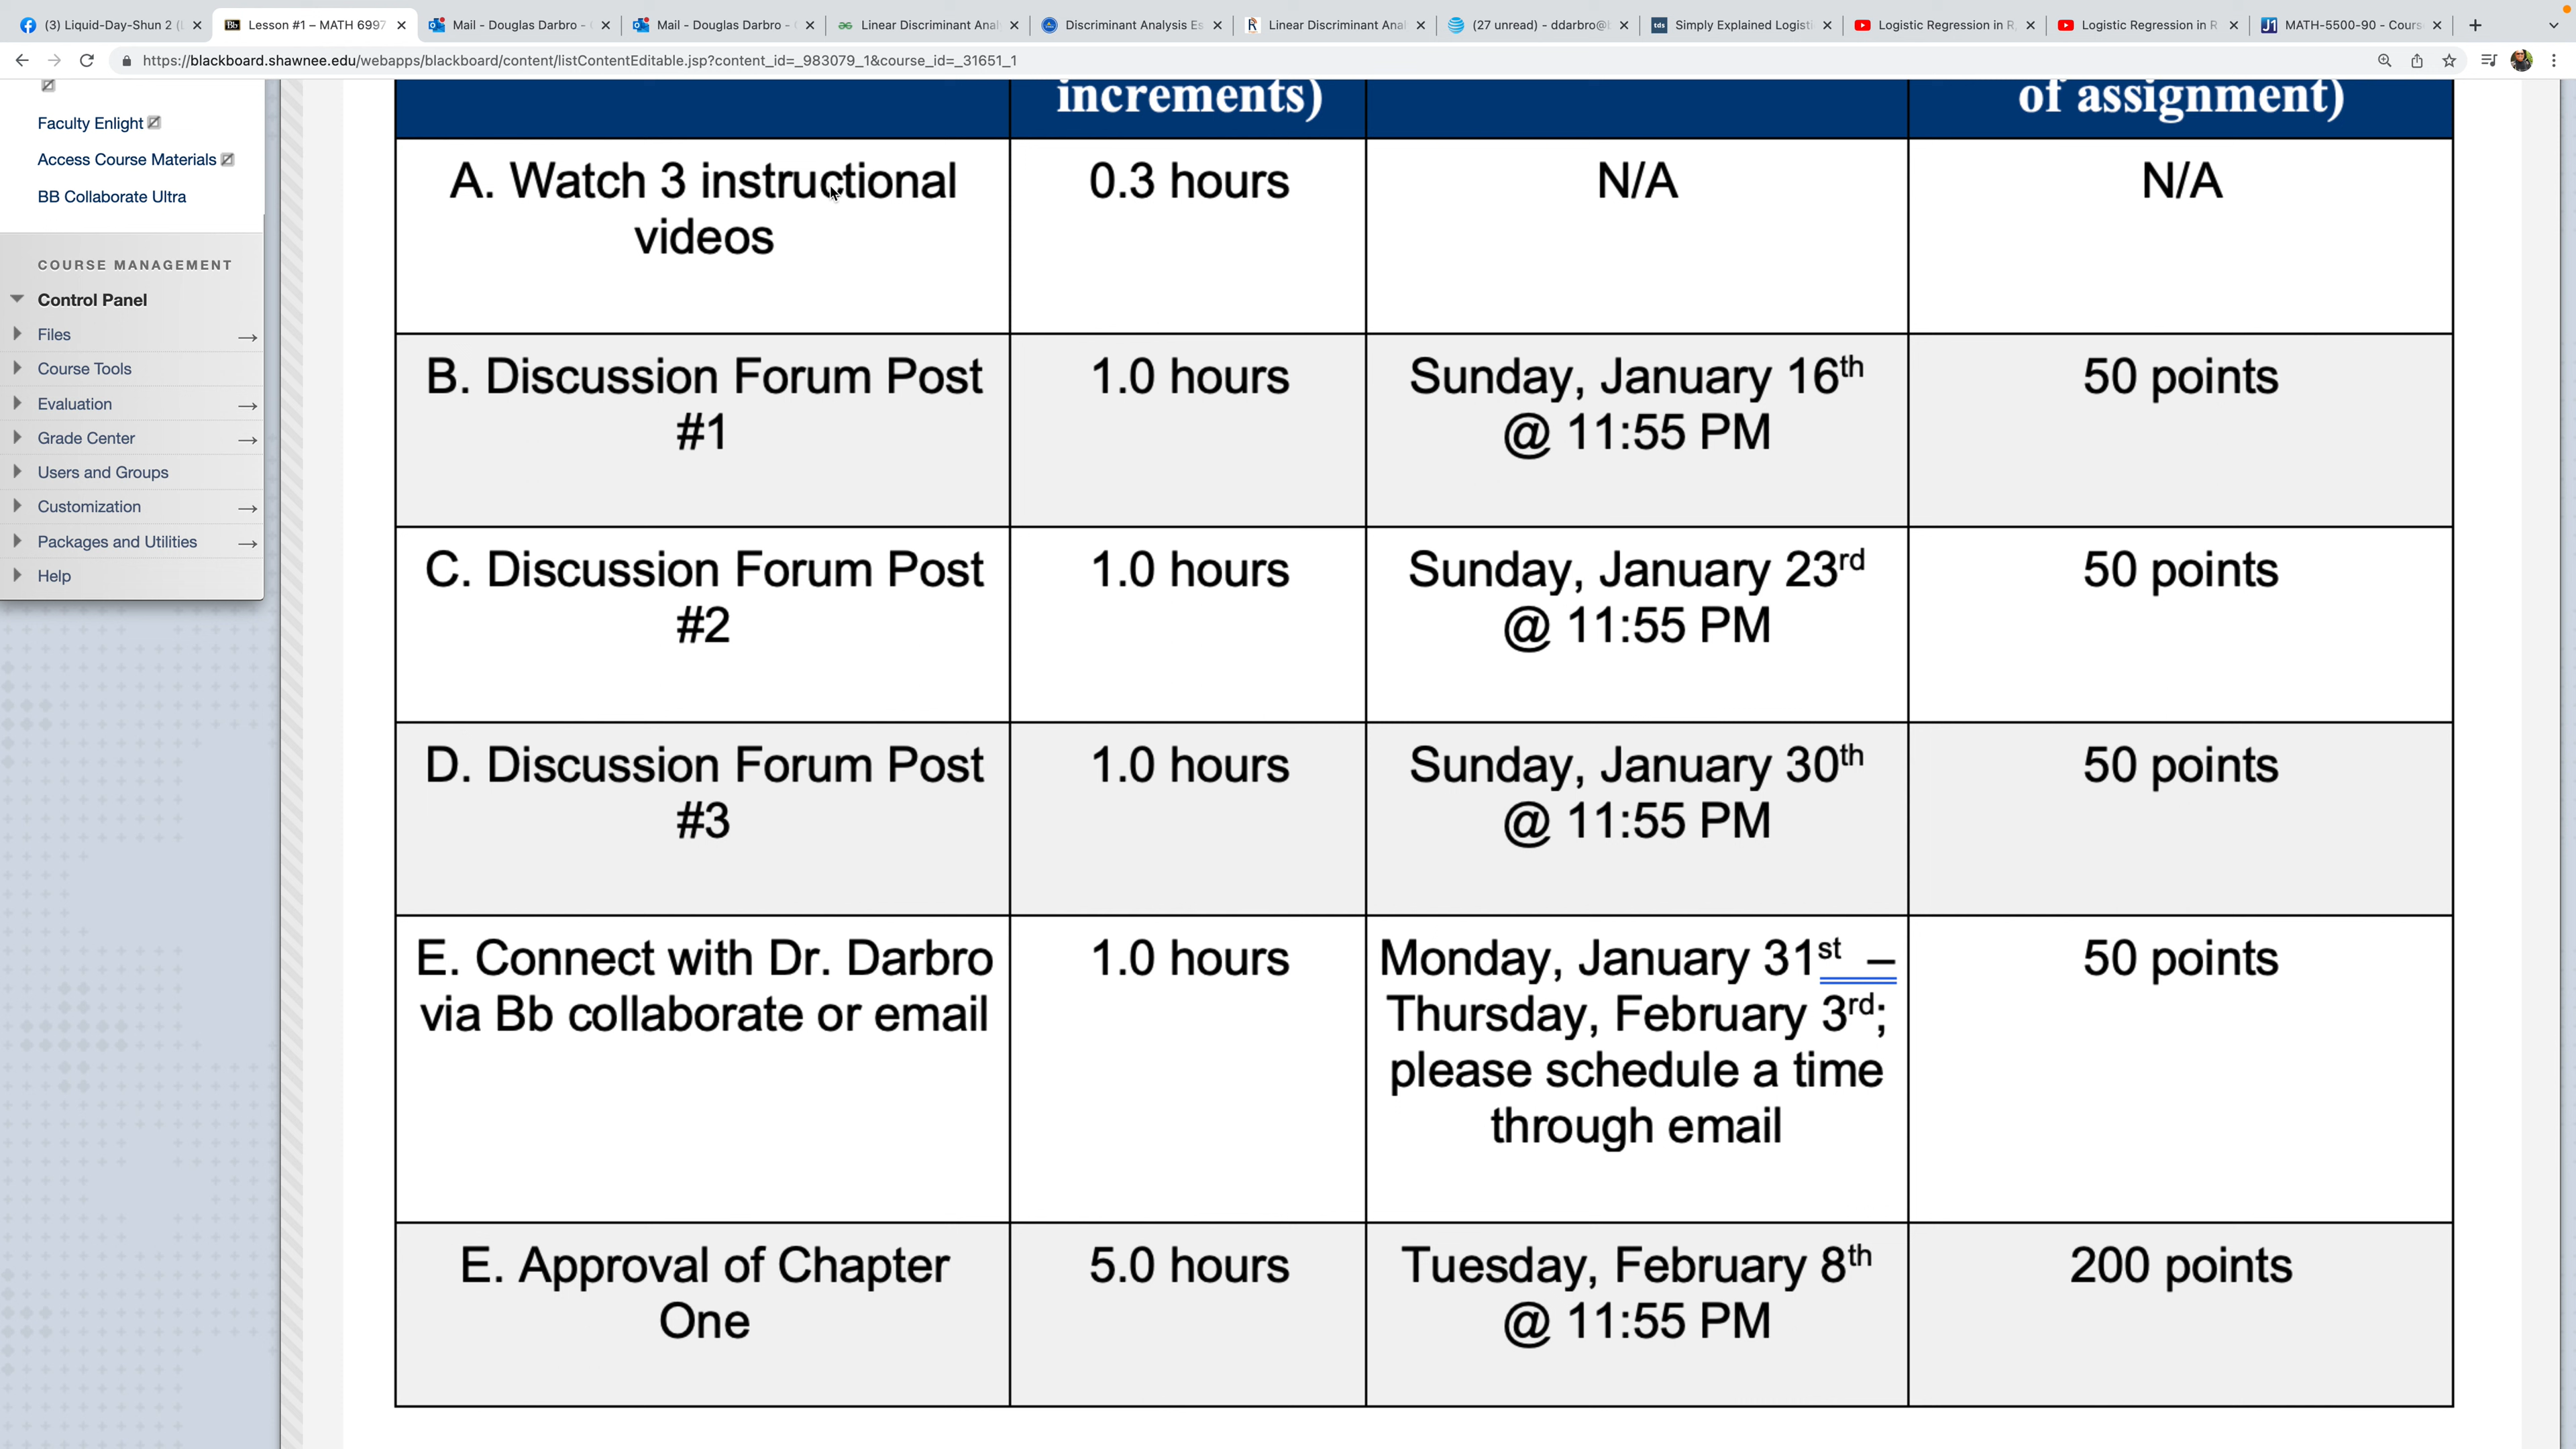 (3) Liquid-Day-Shun 2 (
Lesson #1 – MATH 6997
Mail - Douglas Darbro -
Mail - Douglas Darbro -
Linear Discriminant Anal
Discriminant Analysis Es
Linear Discriminant Anal
(27 unread) - ddarbro@
Simply Explained Logisti
Logistic Regression in R
Logistic Regression in R
MATH-5500-90 - Cours
https://blackboard.shawnee.edu/webapps/blackboard/content/listContentEditable.jsp?content_id=_983079_1&course_id=_31651_1
Faculty Enlight
Access Course Materials
BB Collaborate Ultra
COURSE MANAGEMENT
Control Panel
Files
Course Tools
Evaluation
Grade Center
Users and Groups
Customization
Packages and Utilities
Help
increments)
of assignment)
A. Watch 3 instructional
videos
0.3 hours
N/A
N/A
B. Discussion Forum Post
#1
1.0 hours
Sunday, January 16th
@ 11:55 PM
50 points
C. Discussion Forum Post
#2
1.0 hours
Sunday, January 23rd
@ 11:55 PM
50 points
D. Discussion Forum Post
#3
1.0 hours
Sunday, January 30th
@ 11:55 PM
50 points
E. Connect with Dr. Darbro
via Bb collaborate or email
1.0 hours
Monday, January 31st –
Thursday, February 3rd;
please schedule a time
through email
50 points
E. Approval of Chapter
One
5.0 hours
Tuesday, February 8th
@ 11:55 PM
200 points